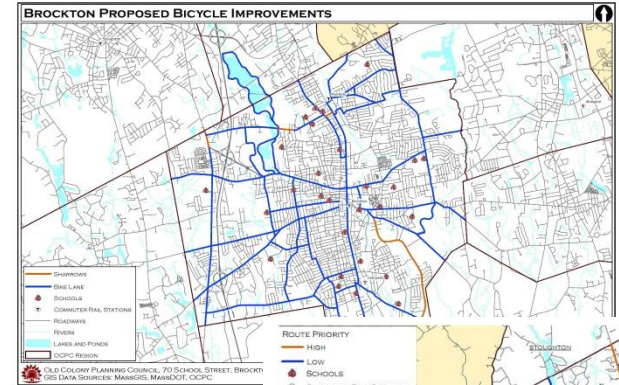 BROCKTON PROPOSED BICYCLE IMPROVEMENTS
SHARROWS
BIKE LANE
SCHOOLS
COMMUTER RAIL STATIONS
ROADWAYS
RIVERS
LAKES AND PONDS
OCPC REGION
OLD COLONY PLANNING COUNCIL, 70 SCHOOL STREET, BROCKT
GIS DATA SOURCES: MASSGIS, MASSDOT, OCPC
ROUTE PRIORITY
HIGH
LOW
SCHOOLS
STOUGHTON